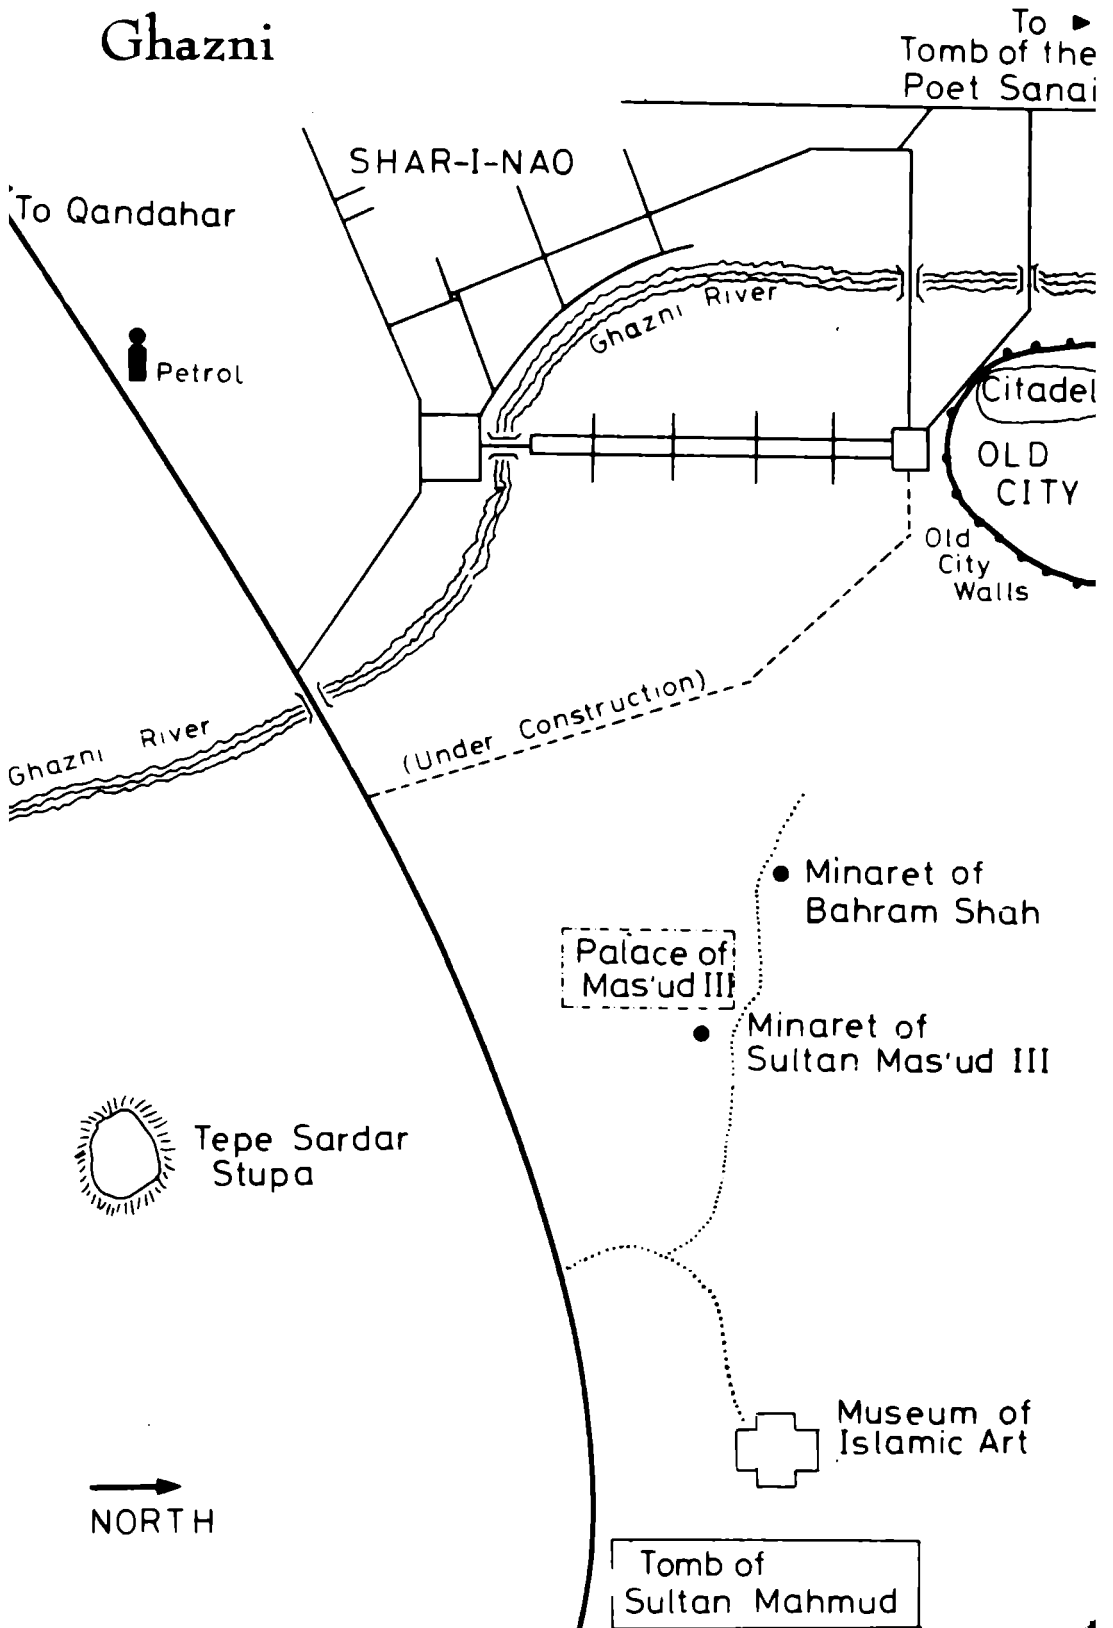 Ghazni
To
Tomb of the
Poet Sanai
SHAR-I-NAO
To Qandahar
Petrol
Ghazni River
Citadel
OLD
CITY
Old
City
Walls
Ghazni River
(Under Construction)
Minaret of
Bahram Shah
Palace of
Mas'ud III
Minaret of
Sultan Mas'ud III
Tepe Sardar
Stupa
Museum of
Islamic Art
NORTH
Tomb of
Sultan Mahmud